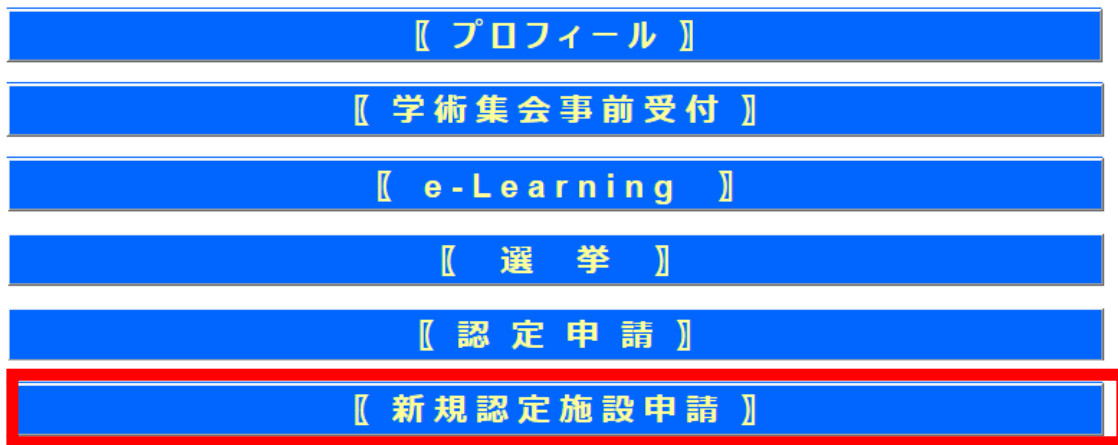 〖 プロフィール 〗
〖 学術集会事前受付 〗
〖 e-Learning 〗
〖 選 挙 〗
〖 認 定 申 請 〗
〖 新規認定施設申請 〗